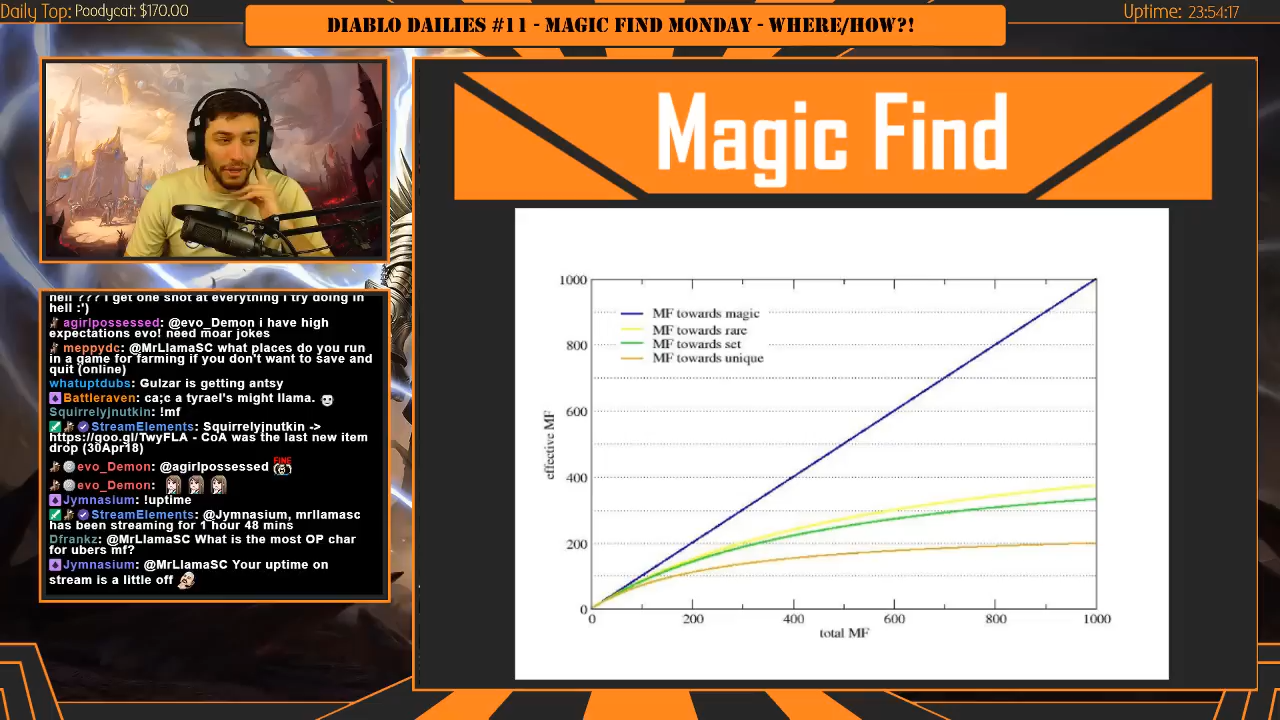 Daily Top: Poodycat: $170.00
DIABLO DAILIES #11 - MAGIC FIND MONDAY - WHERE/HOW?!
Uptime: 23:54:17
Magic Find
hell ??? I get one shot at everything I try doing in
hell :')
agirlpossessed: @evo_Demon i have high
expectations evo! need moar jokes
meppydc: @MrLlamaSC what places do you run
in a game for farming if you don't want to save and
quit (online)
whatuptdubs: Gulzar is getting antsy
Battleraven: ca;c a tyrael's might llama.
Squirrelyjnutkin: !mf
StreamElements: Squirrelyjnutkin ->
https://goo.gl/TwyFLA - CoA was the last new item
drop (30Apr18)
evo_Demon: @agirlpossessed FINE
evo_Demon:
Jymnasium: !uptime
StreamElements: @Jymnasium, mrllamasc
has been streaming for 1 hour 48 mins
Dfrankz: @MrLlamaSC What is the most OP char
for ubers mf?
Jymnasium: @MrLlamaSC Your uptime on
stream is a little off
1000
800
600
400
200
0
effective MF
MF towards magic
MF towards rare
MF towards set
MF towards unique
0 200 400 600 800 1000
total MF